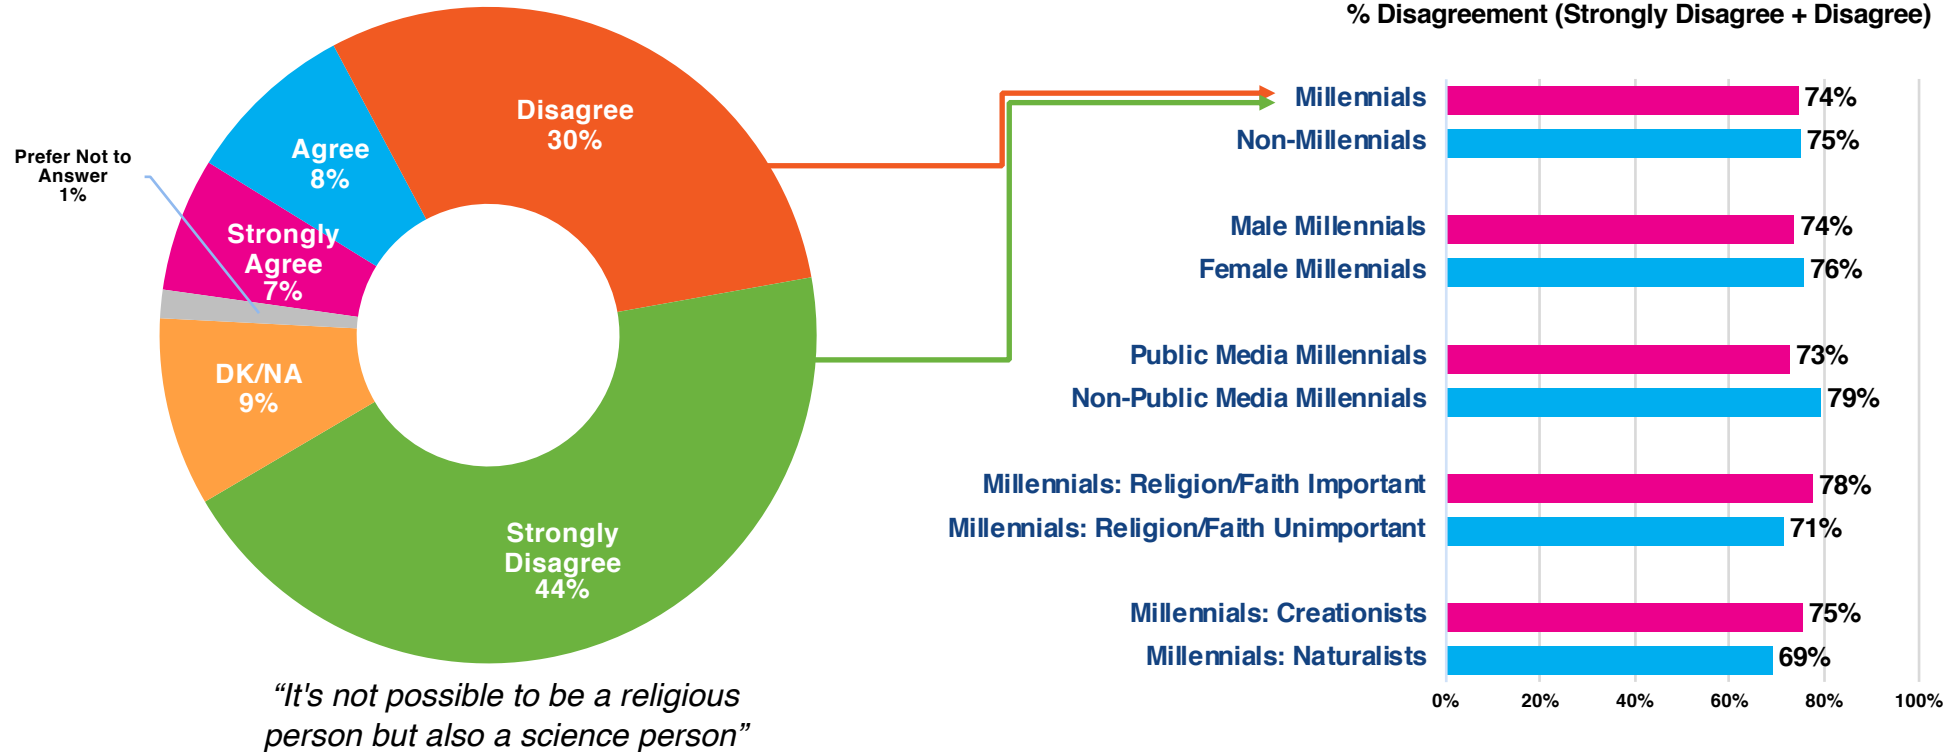 % Disagreement (Strongly Disagree + Disagree)
Disagree
30%
Agree
8%
Prefer Not to
Answer
1%
Strongly
Agree
7%
DK/NA
9%
Strongly
Disagree
44%
“It's not possible to be a religious
person but also a science person”
Millennials 74%
Non-Millennials 75%
Male Millennials 74%
Female Millennials 76%
Public Media Millennials 73%
Non-Public Media Millennials 79%
Millennials: Religion/Faith Important 78%
Millennials: Religion/Faith Unimportant 71%
Millennials: Creationists 75%
Millennials: Naturalists 69%
0% 20% 40% 60% 80% 100%